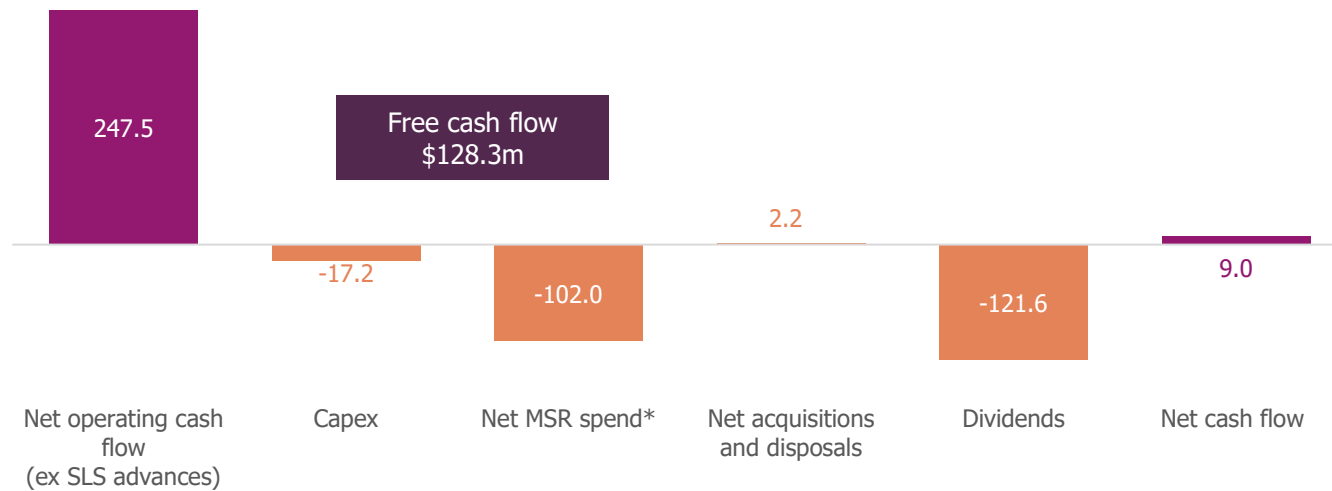 247.5
Free cash flow
$128.3m
2.2
-17.2
-102.0
-121.6
9.0
Net operating cash
flow
(ex SLS advances)
Capex
Net MSR spend*
Net acquisitions
and disposals
Dividends
Net cash flow